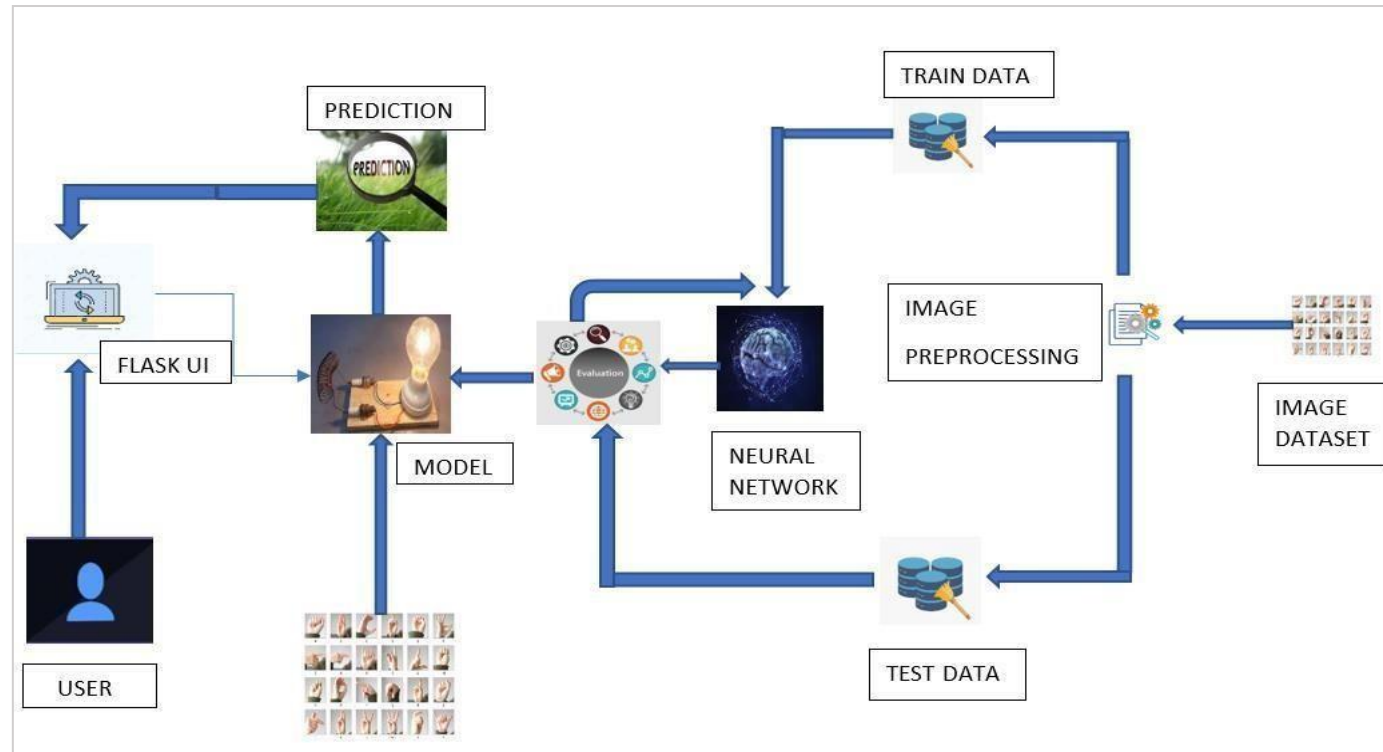 TRAIN DATA
PREDICTION
PREDICTION
IMAGE
PREPROCESSING
FLASK UI
Evaluation
IMAGE
DATASET
MODEL
NEURAL
NETWORK
TEST DATA
USER